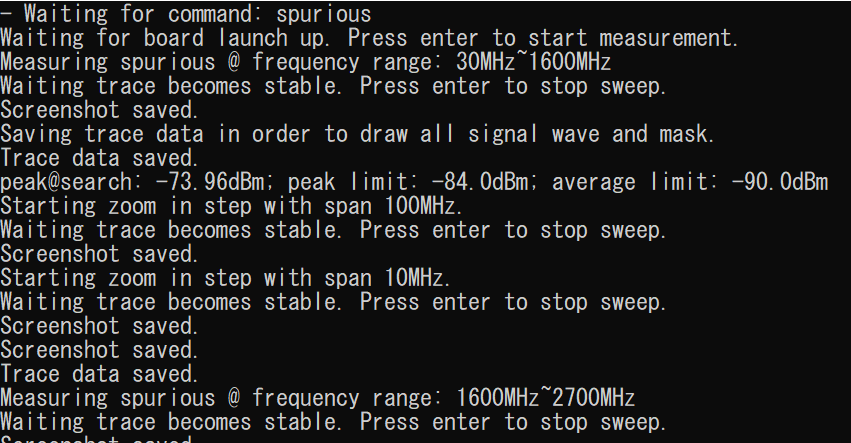 - Waiting for command: spurious
Waiting for board launch up. Press enter to start measurement.
Measuring spurious @ frequency range: 30MHz~1600MHz
Waiting trace becomes stable. Press enter to stop sweep.
Screenshot saved.
Saving trace data in order to draw all signal wave and mask.
Trace data saved.
peak@search: -73.96dBm; peak limit: -84.0dBm; average limit: -90.0dBm
Starting zoom in step with span 100MHz.
Waiting trace becomes stable. Press enter to stop sweep.
Screenshot saved.
Starting zoom in step with span 10MHz.
Waiting trace becomes stable. Press enter to stop sweep.
Screenshot saved.
Screenshot saved.
Trace data saved.
Measuring spurious @ frequency range: 1600MHz~2700MHz
Waiting trace becomes stable. Press enter to stop sweep.
Screenshot saved